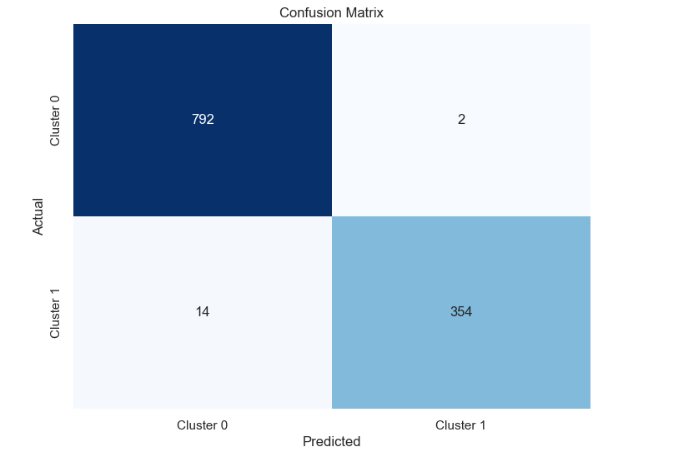 Confusion Matrix
Cluster 0
792
2
Actual
Cluster 1
14
354
Cluster 0
Cluster 1
Predicted